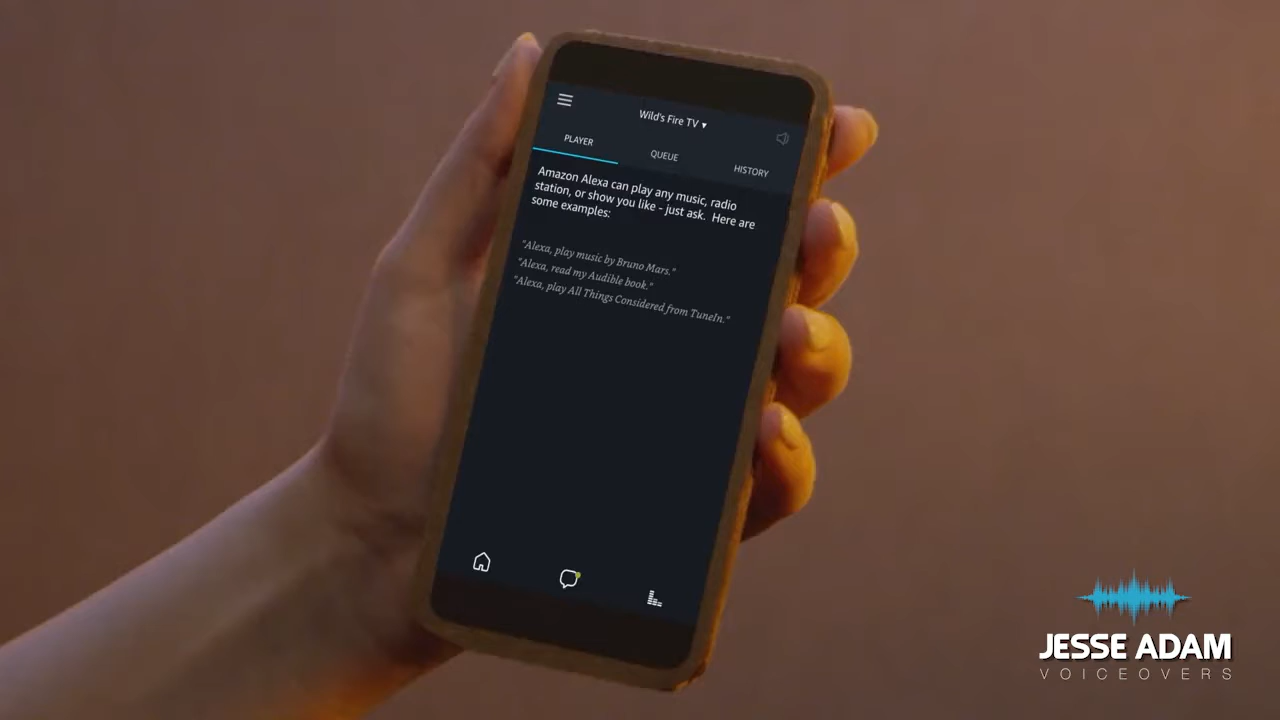 Wild's Fire TV ▾
PLAYER
QUEUE
HISTORY
Amazon Alexa can play any music, radio
station, or show you like - just ask. Here are
some examples:
"Alexa, play music by Bruno Mars."
"Alexa, read my Audible book."
"Alexa, play All Things Considered from TuneIn."
JESSE ADAM
VOICEOVERS